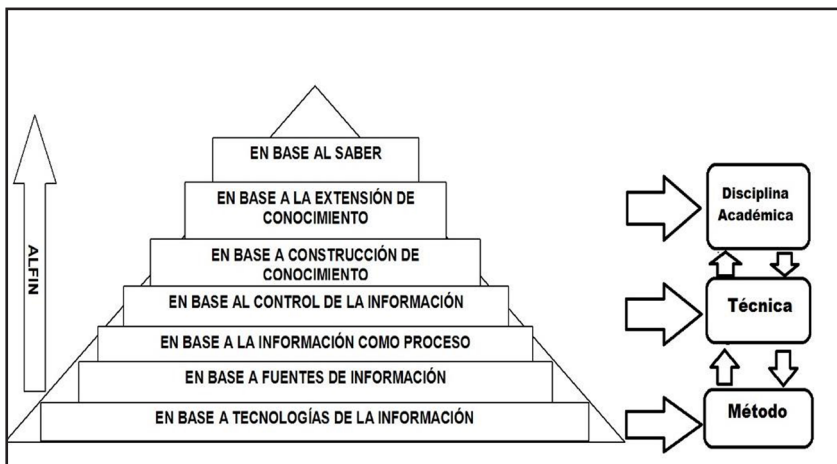 ALFIN
EN BASE AL SABER
EN BASE A LA EXTENSIÓN DE
CONOCIMIENTO
EN BASE A CONSTRUCCIÓN DE
CONOCIMIENTO
EN BASE AL CONTROL DE LA INFORMACIÓN
EN BASE A LA INFORMACIÓN COMO PROCESO
EN BASE A FUENTES DE INFORMACIÓN
EN BASE A TECNOLOGÍAS DE LA INFORMACIÓN
Disciplina
Académica
Técnica
Método